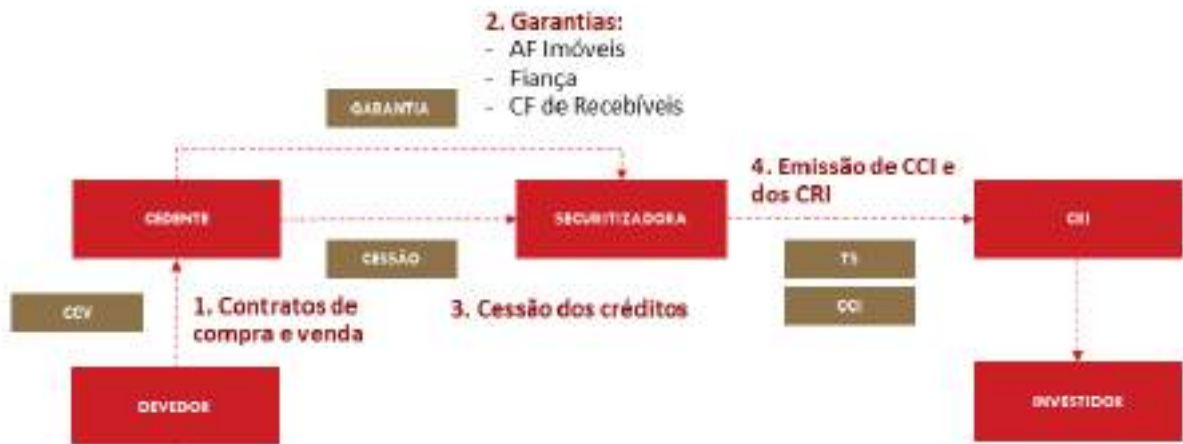 2. Garantias:
- AF Imóveis
- Fiança
- CF de Recebíveis
GARANTIA
4. Emissão de CCI e
dos CRI
CEDENTE
SECURITIZADORA
CRI
CESSÃO
TS
CCI
CCV
1. Contratos de
compra e venda
3. Cessão dos créditos
DEVEDOR
INVESTIDOR